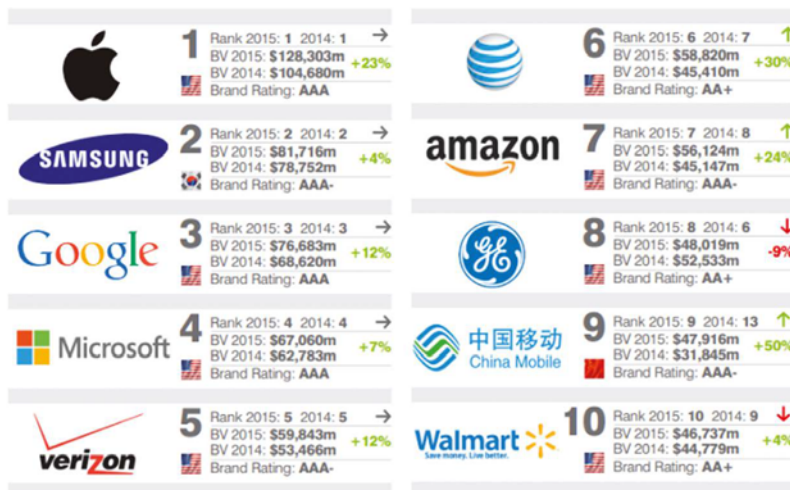 1
Rank 2015: 1 2014: 1 →
BV 2015: $128,303m
BV 2014: $104,680m
+23%
Brand Rating: AAA
SAMSUNG
2
Rank 2015: 2 2014: 2 →
BV 2015: $81,716m
BV 2014: $78,752m
+4%
Brand Rating: AAA-
Google
3
Rank 2015: 3 2014: 3 →
BV 2015: $76,683m
BV 2014: $68,620m
+12%
Brand Rating: AAA
Microsoft
4
Rank 2015: 4 2014: 4 →
BV 2015: $67,060m
BV 2014: $62,783m
+7%
Brand Rating: AAA
verizon
5
Rank 2015: 5 2014: 5 →
BV 2015: $59,843m
BV 2014: $53,466m
+12%
Brand Rating: AAA-
6
Rank 2015: 6 2014: 7 ↑
BV 2015: $58,820m
BV 2014: $45,410m
+30%
Brand Rating: AA+
amazon
7
Rank 2015: 7 2014: 8 ↑
BV 2015: $56,124m
BV 2014: $45,147m
+24%
Brand Rating: AAA-
GE
8
Rank 2015: 8 2014: 6 ↓
BV 2015: $48,019m
BV 2014: $52,533m
-9%
Brand Rating: AA+
中国移动
China Mobile
9
Rank 2015: 9 2014: 13 ↑
BV 2015: $47,916m
BV 2014: $31,845m
+50%
Brand Rating: AAA-
Walmart
Save money. Live better.
10
Rank 2015: 10 2014: 9 ↓
BV 2015: $46,737m
BV 2014: $44,779m
+4%
Brand Rating: AA+